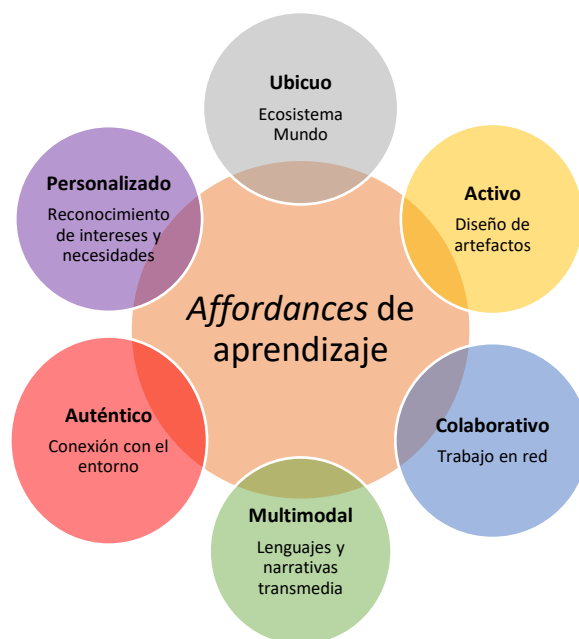 Ubicuo
Ecosistema
Mundo
Personalizado
Reconocimiento
de intereses y
necesidades
Activo
Diseño de
artefactos
Affordances de
aprendizaje
Auténtico
Conexión con el
entorno
Colaborativo
Trabajo en red
Multimodal
Lenguajes y
narrativas
transmedia